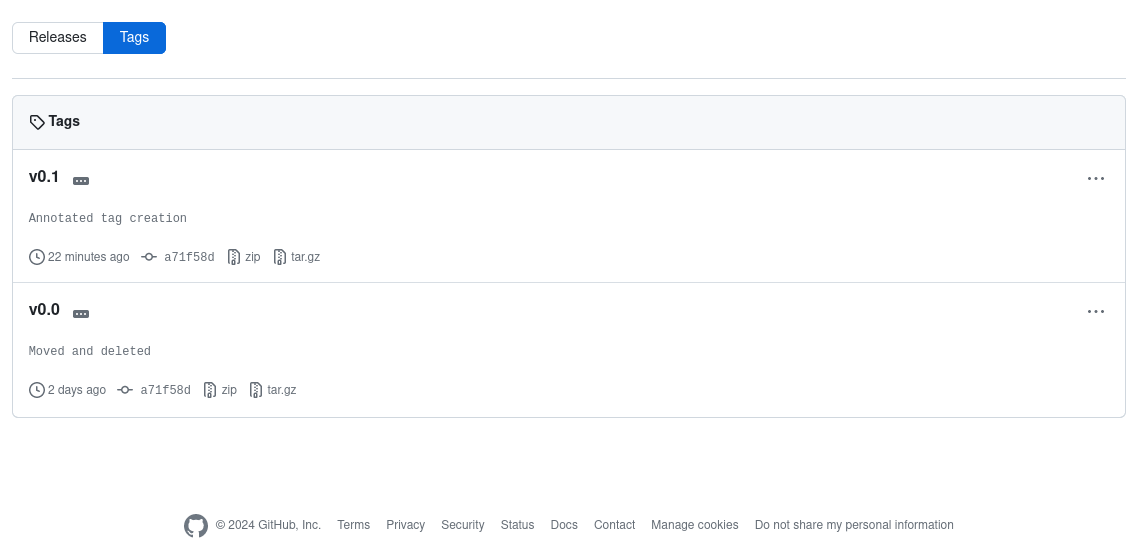 Releases Tags
Tags
v0.1
Annotated tag creation
22 minutes ago a71f58d zip tar.gz
v0.0
Moved and deleted
2 days ago a71f58d zip tar.gz
© 2024 GitHub, Inc. Terms Privacy Security Status Docs Contact Manage cookies Do not share my personal information